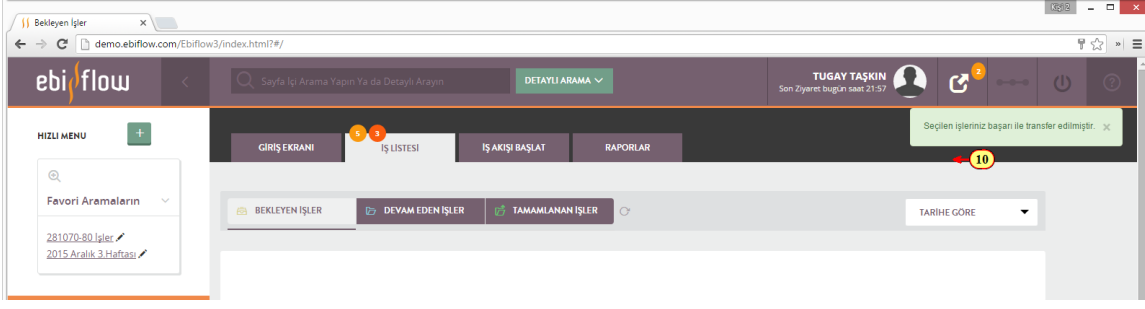 Kişi 2
Bekleyen İşler
demo.ebiflow.com/Ebiflow3/index.html?#/
ebiflow
Sayfa İçi Arama Yapın Ya da Detaylı Arayın
DETAYLI ARAMA
TUGAY TAŞKIN
Son Ziyaret bugün saat 21:57
2
HIZLI MENU
+
Seçilen işleriniz başarı ile transfer edilmiştir.
5 3
GİRİŞ EKRANI İŞ LİSTESİ İŞ AKIŞI BAŞLAT RAPORLAR
10
Favori Aramaların
BEKLEYEN İŞLER DEVAM EDEN İŞLER TAMAMLANAN İŞLER
TARİHE GÖRE
281070-80 İşler
2015 Aralık 3.Haftası